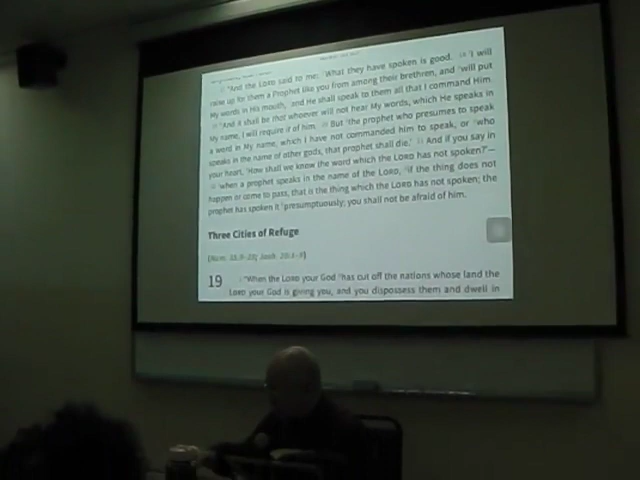 17 "And the LORD said to me: 'What they have spoken is good. 18 I will
raise up for them a Prophet like you from among their brethren, and will put
My words in His mouth, and He shall speak to them all that I command Him.
19 And it shall be that whoever will not hear My words, which He speaks in
My name, I will require it of him. 20 But the prophet who presumes to speak
a word in My name, which I have not commanded him to speak, or who
speaks in the name of other gods, that prophet shall die.' 21 And if you say in
your heart, 'How shall we know the word which the LORD has not spoken?'—
22 when a prophet speaks in the name of the LORD, if the thing does not
happen or come to pass, that is the thing which the LORD has not spoken; the
prophet has spoken it presumptuously; you shall not be afraid of him.
Three Cities of Refuge
19 "When the LORD your God has cut off the nations whose land the
LORD your God is giving you, and you dispossess them and dwell in